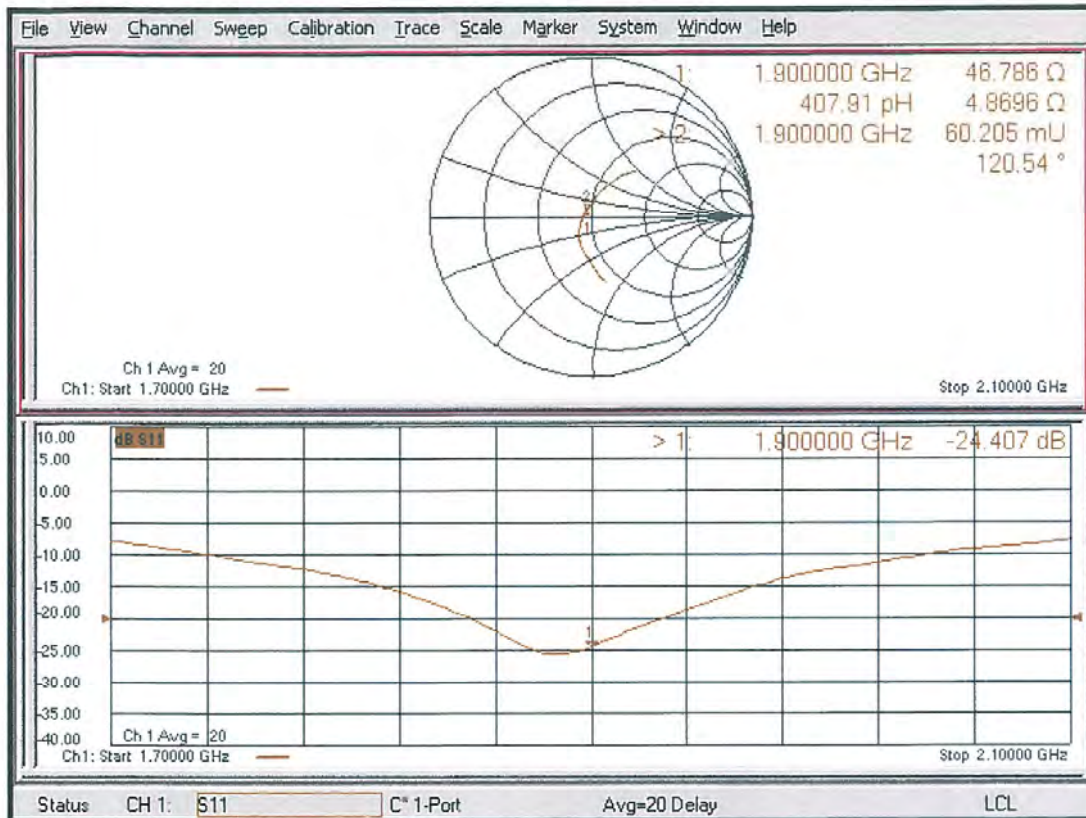 File View Channel Sweep Calibration Trace Scale Marker System Window Help
1: 1.900000 GHz 46.786 Ω
407.91 pH 4.8696 Ω
> 2: 1.900000 GHz 60.205 mU
120.54 °
2
1
Ch 1 Avg = 20
Ch1: Start 1.70000 GHz
Stop 2.10000 GHz
10.00
dB S11
> 1: 1.900000 GHz -24.407 dB
5.00
0.00
-5.00
-10.00
-15.00
-20.00
1
-25.00
-30.00
-35.00
-40.00
Ch 1 Avg = 20
Ch1: Start 1.70000 GHz
Stop 2.10000 GHz
Status CH 1: S11 C* 1-Port Avg=20 Delay LCL